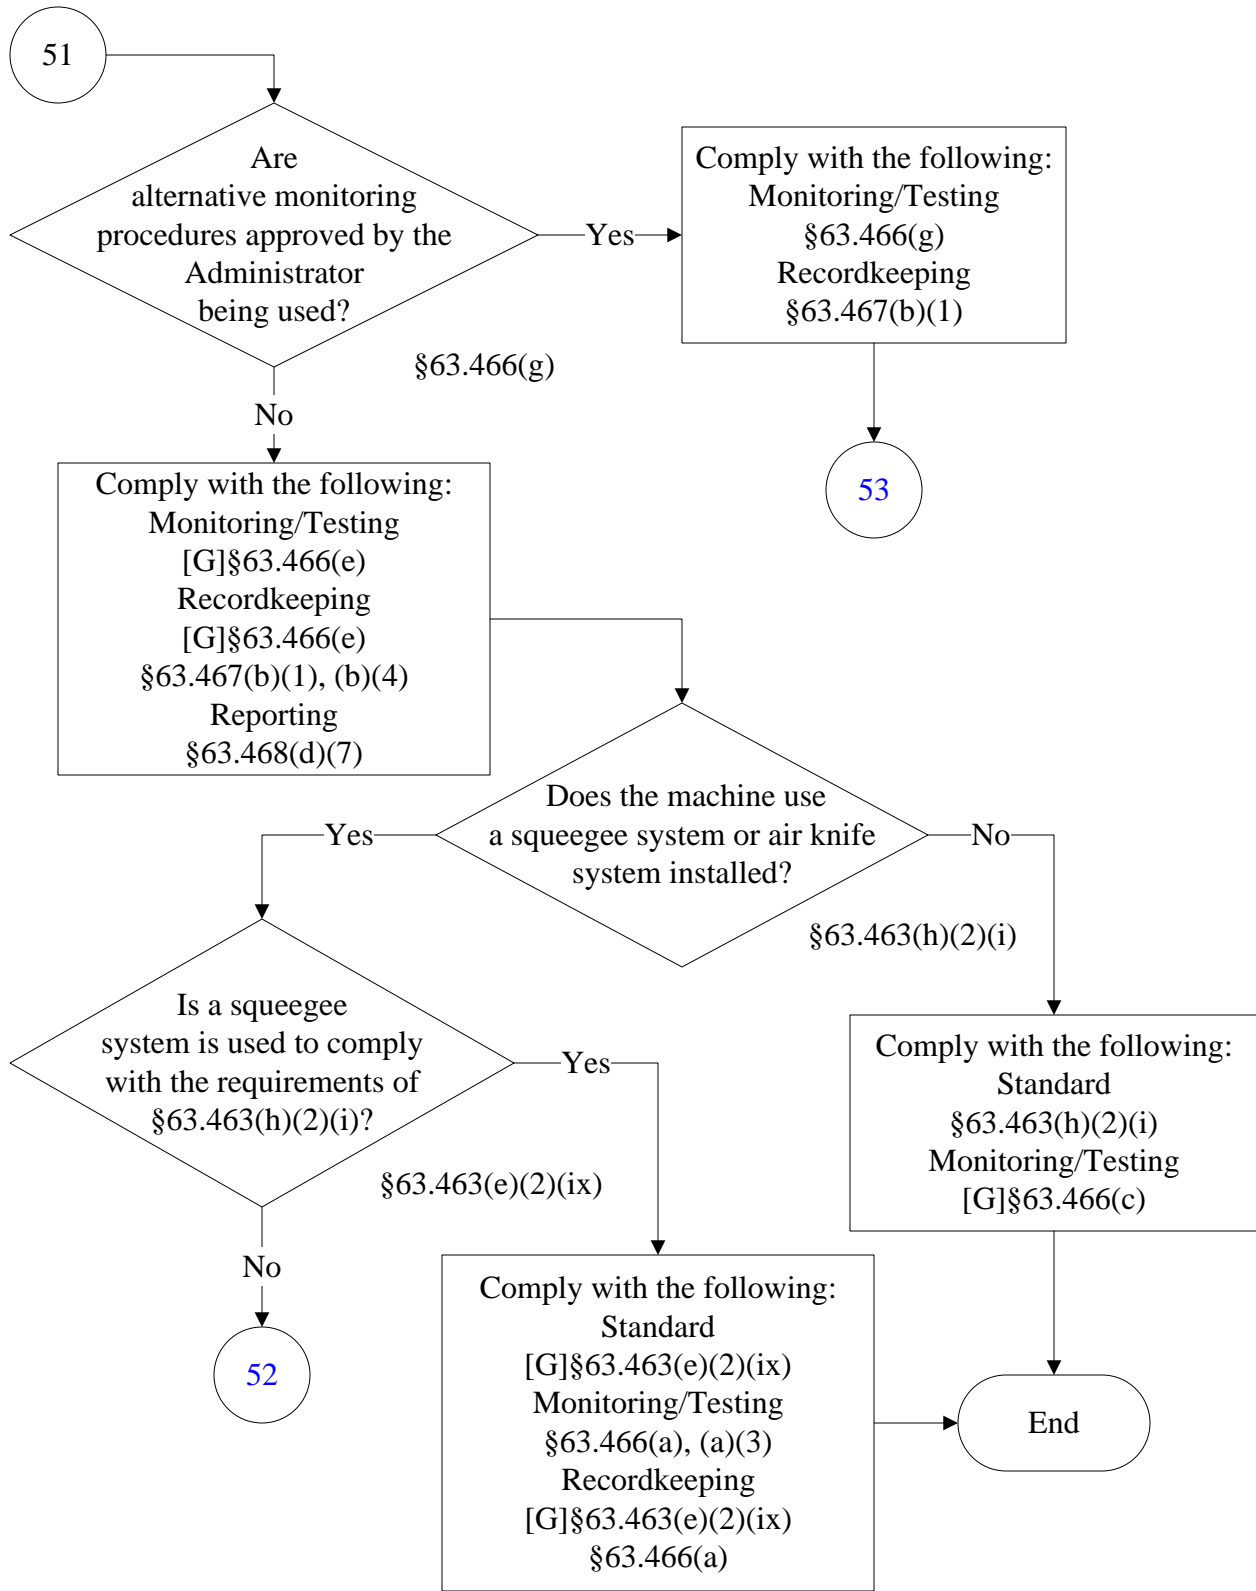 51
Are
alternative monitoring
procedures approved by the
Administrator
being used?
§63.466(g)
Yes
Comply with the following:
Monitoring/Testing
§63.466(g)
Recordkeeping
§63.467(b)(1)
53
No
Comply with the following:
Monitoring/Testing
[G]§63.466(e)
Recordkeeping
[G]§63.466(e)
§63.467(b)(1), (b)(4)
Reporting
§63.468(d)(7)
Does the machine use
a squeegee system or air knife
system installed?
§63.463(h)(2)(i)
Yes
No
Is a squeegee
system is used to comply
with the requirements of
§63.463(h)(2)(i)?
§63.463(e)(2)(ix)
Yes
Comply with the following:
Standard
§63.463(h)(2)(i)
Monitoring/Testing
[G]§63.466(c)
No
52
Comply with the following:
Standard
[G]§63.463(e)(2)(ix)
Monitoring/Testing
§63.466(a), (a)(3)
Recordkeeping
[G]§63.463(e)(2)(ix)
§63.466(a)
End